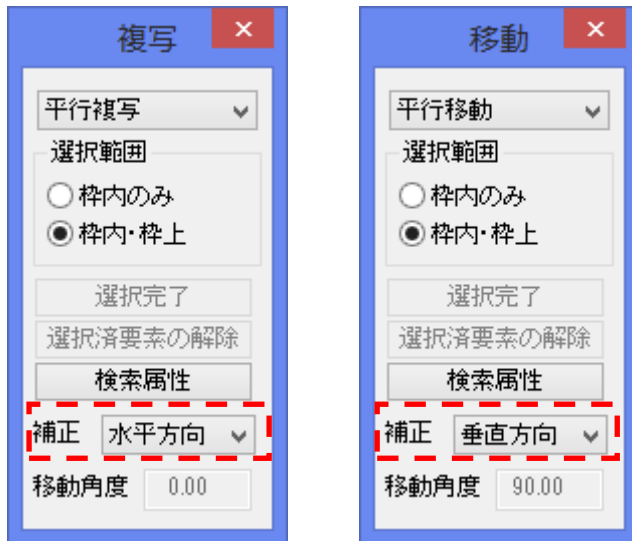 複写
平行複写
選択範囲
枠内のみ
枠内・枠上
選択完了
選択済要素の解除
検索属性
補正 水平方向
移動角度 0.00
移動
平行移動
選択範囲
枠内のみ
枠内・枠上
選択完了
選択済要素の解除
検索属性
補正 垂直方向
移動角度 90.00